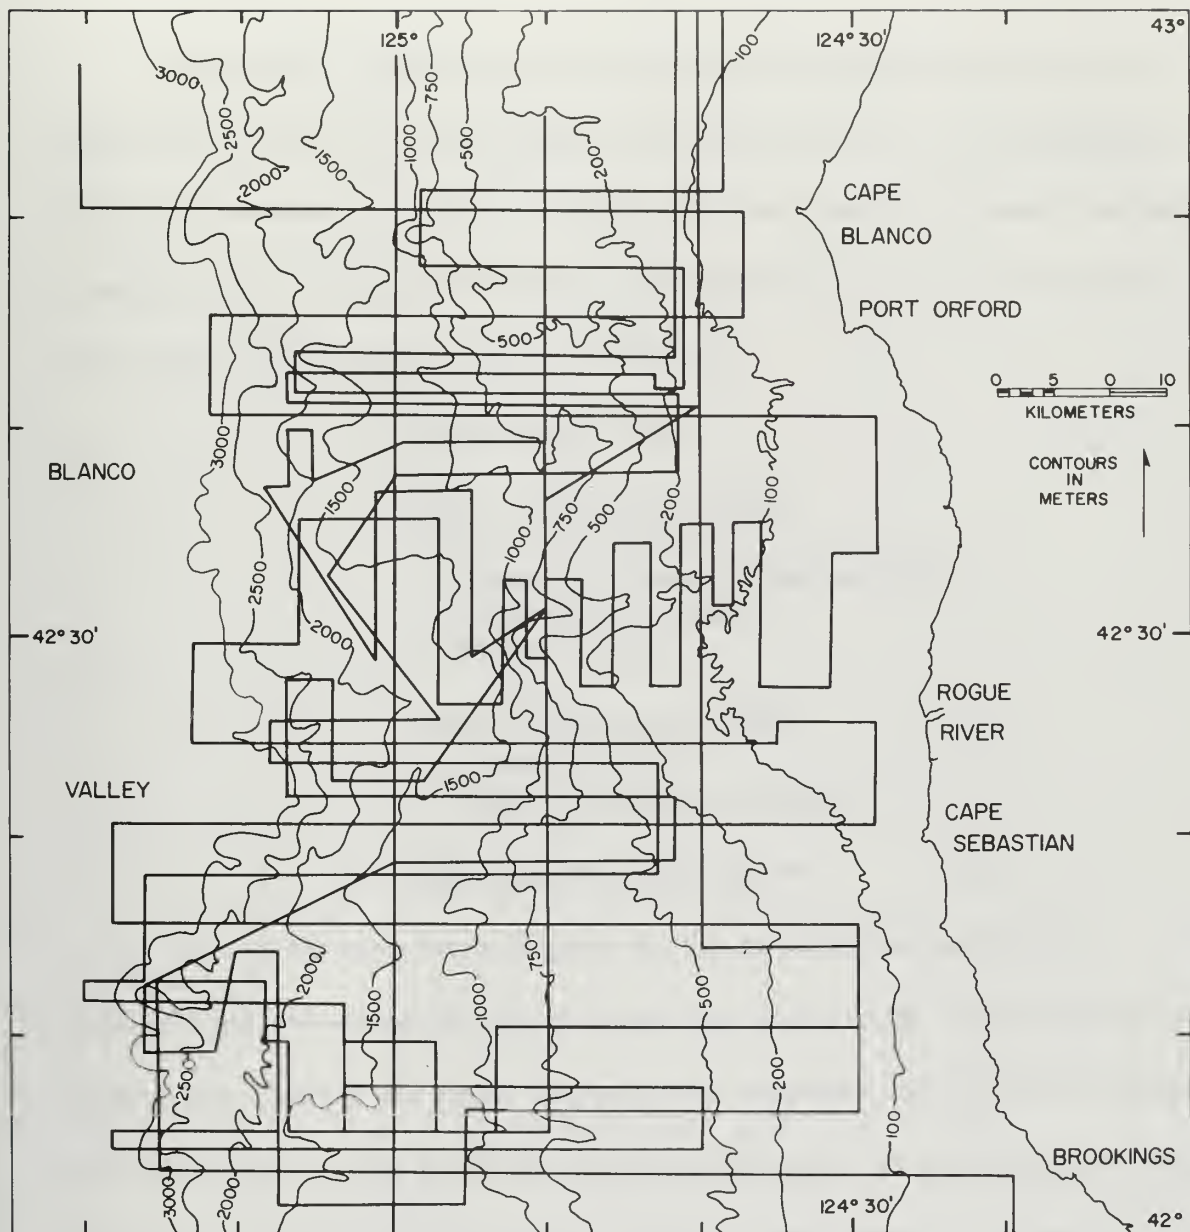 125°
124° 30'
43°
3000
2500
2000
1500
1000
750
500
200
100
CAPE
BLANCO
PORT ORFORD
500
0 5 0 10
KILOMETERS
CONTOURS
IN
METERS
BLANCO
3000
2500
1500
2000
1000
750
500
200
100
42° 30'
42° 30'
ROGUE
RIVER
VALLEY
1500
CAPE
SEBASTIAN
2000
1500
1000
750
500
200
100
2500
3000
2000
BROOKINGS
124° 30'
42°